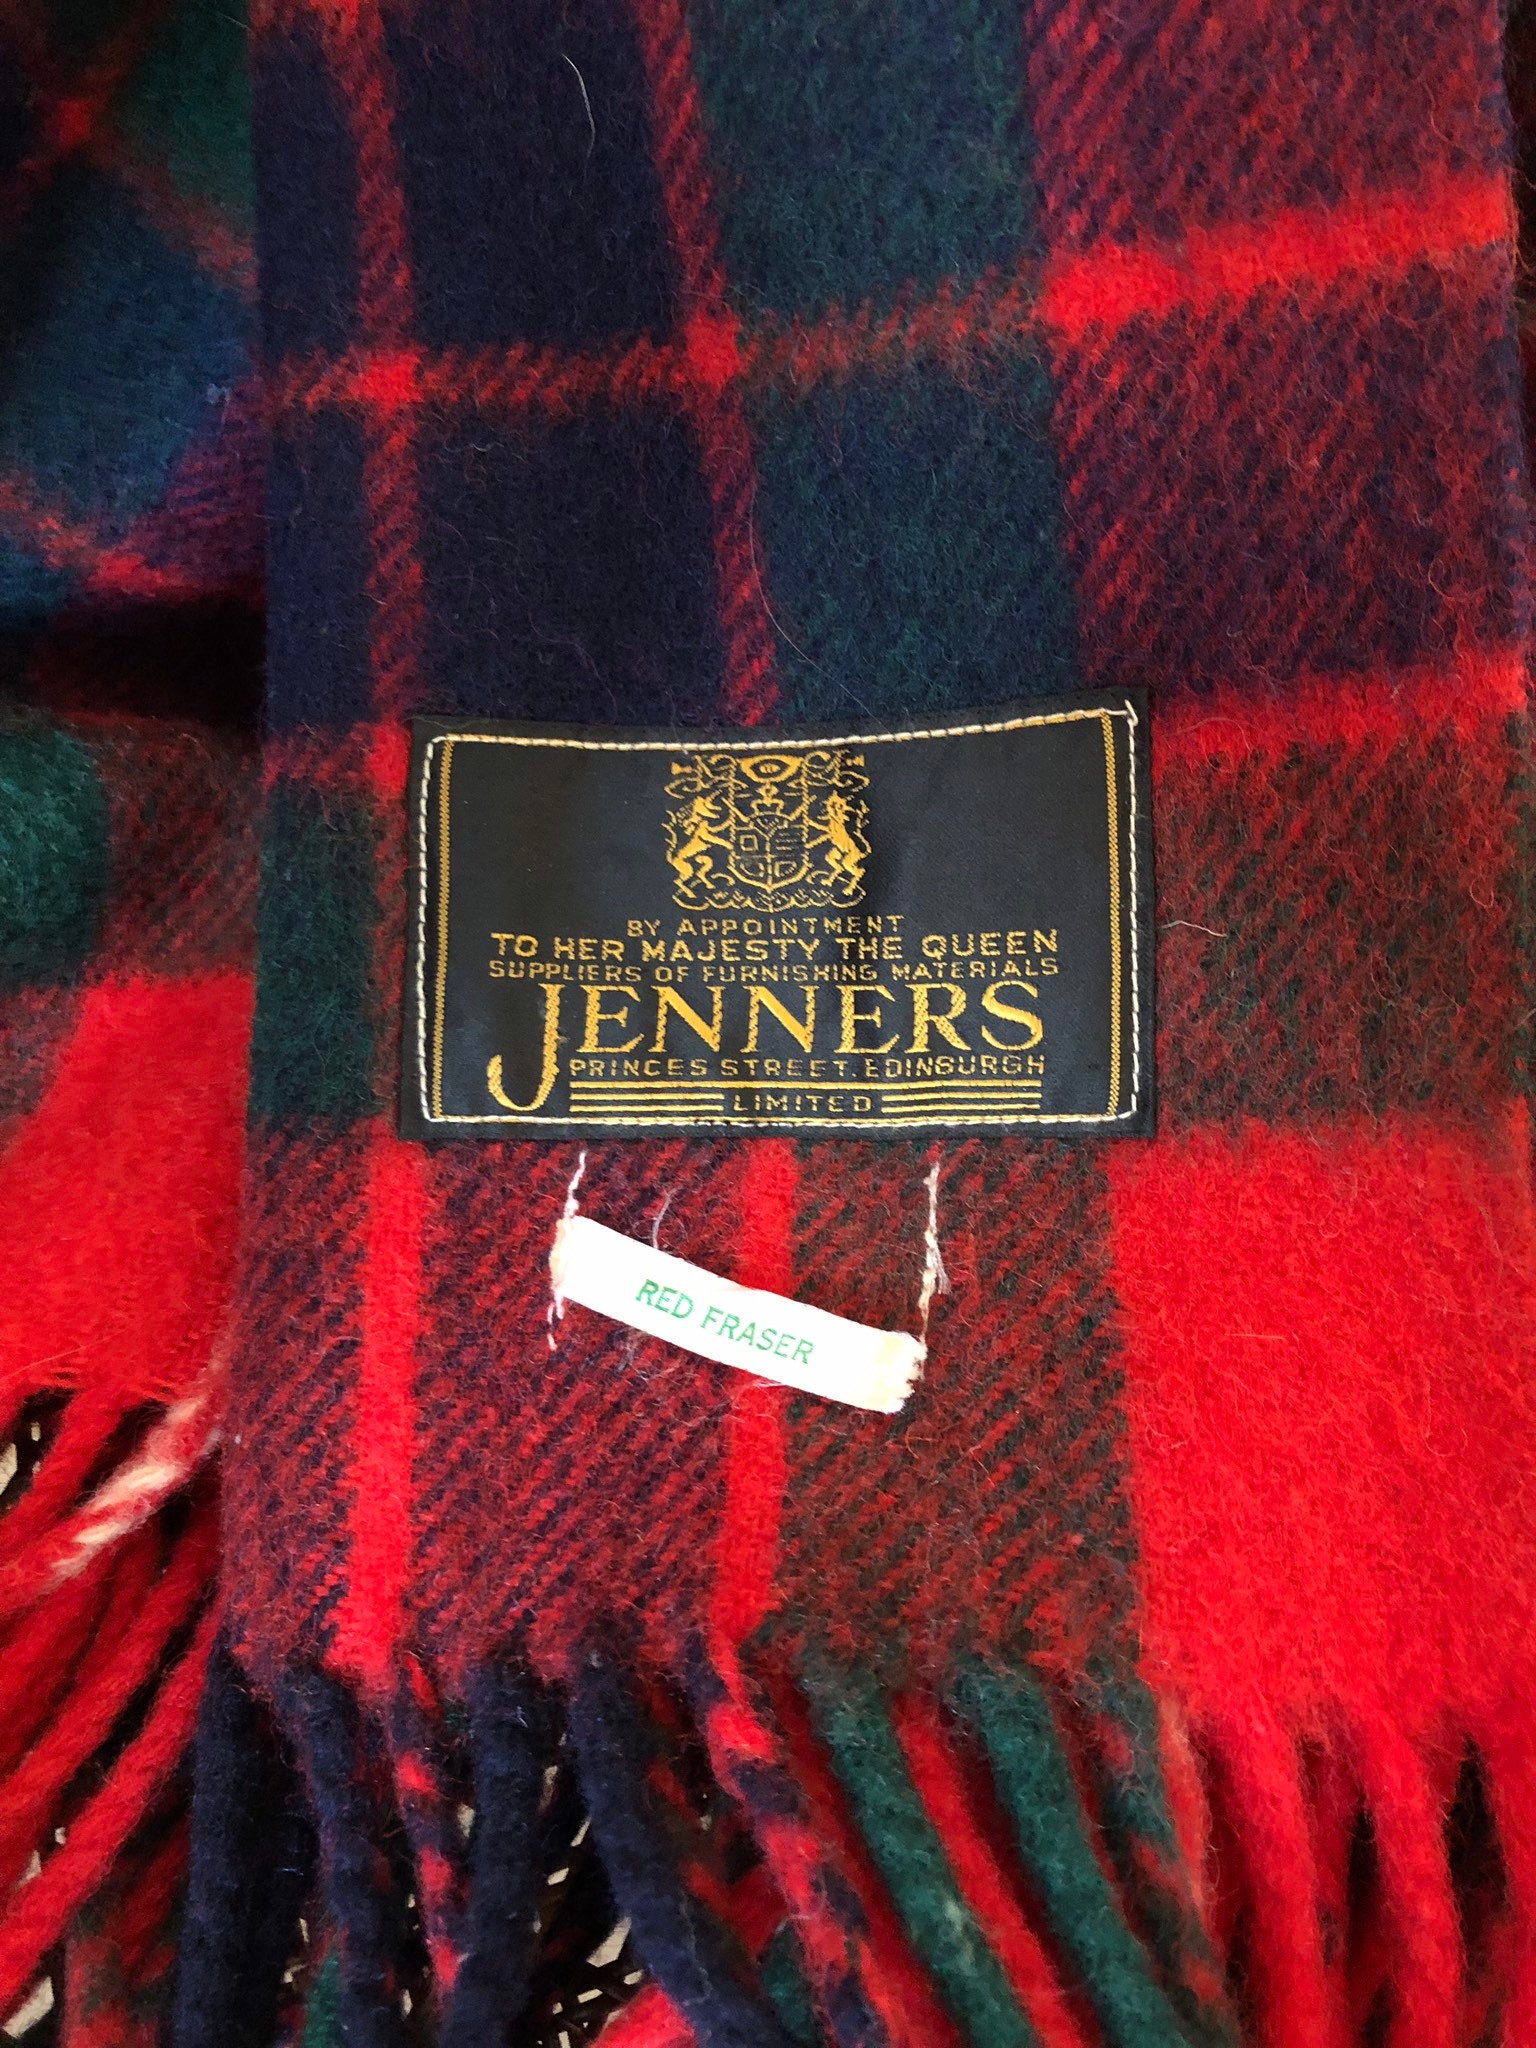 BY APPOINTMENT
TO HER MAJESTY THE QUEEN
SUPPLIERS OF FURNISHING MATERIALS
JENNERS
PRINCES STREET. EDINBURGH
LIMITED
RED FRASER